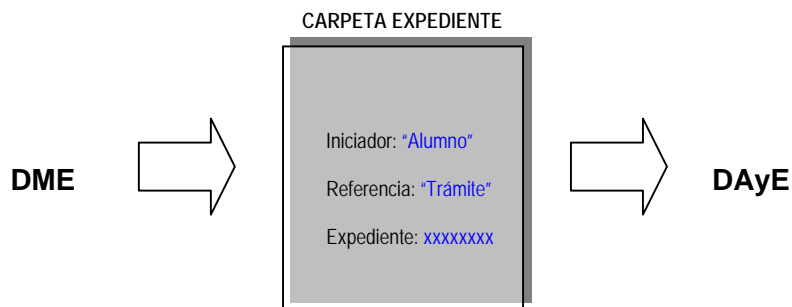 CARPETA EXPEDIENTE
Iniciador: “Alumno”
DME
Referencia: “Trámite”
DAyE
Expediente: xxxxxxxx